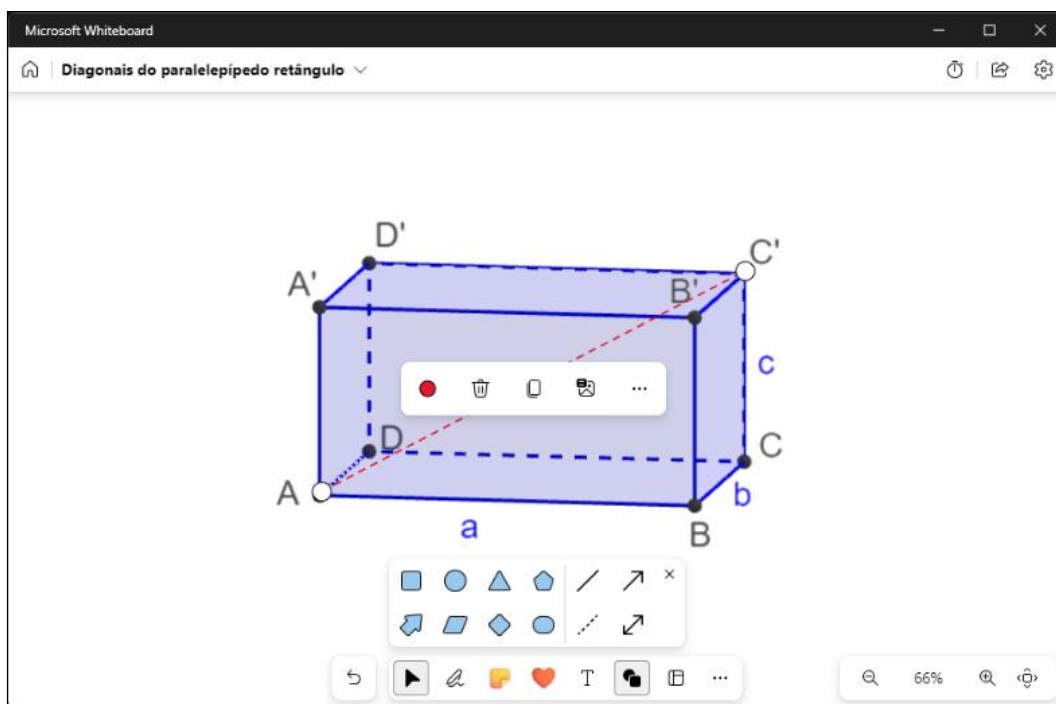 Microsoft Whiteboard
Diagonais do paralelepípedo retângulo
D'
C'
A'
B'
c
D
C
A
b
a
B
T
66%